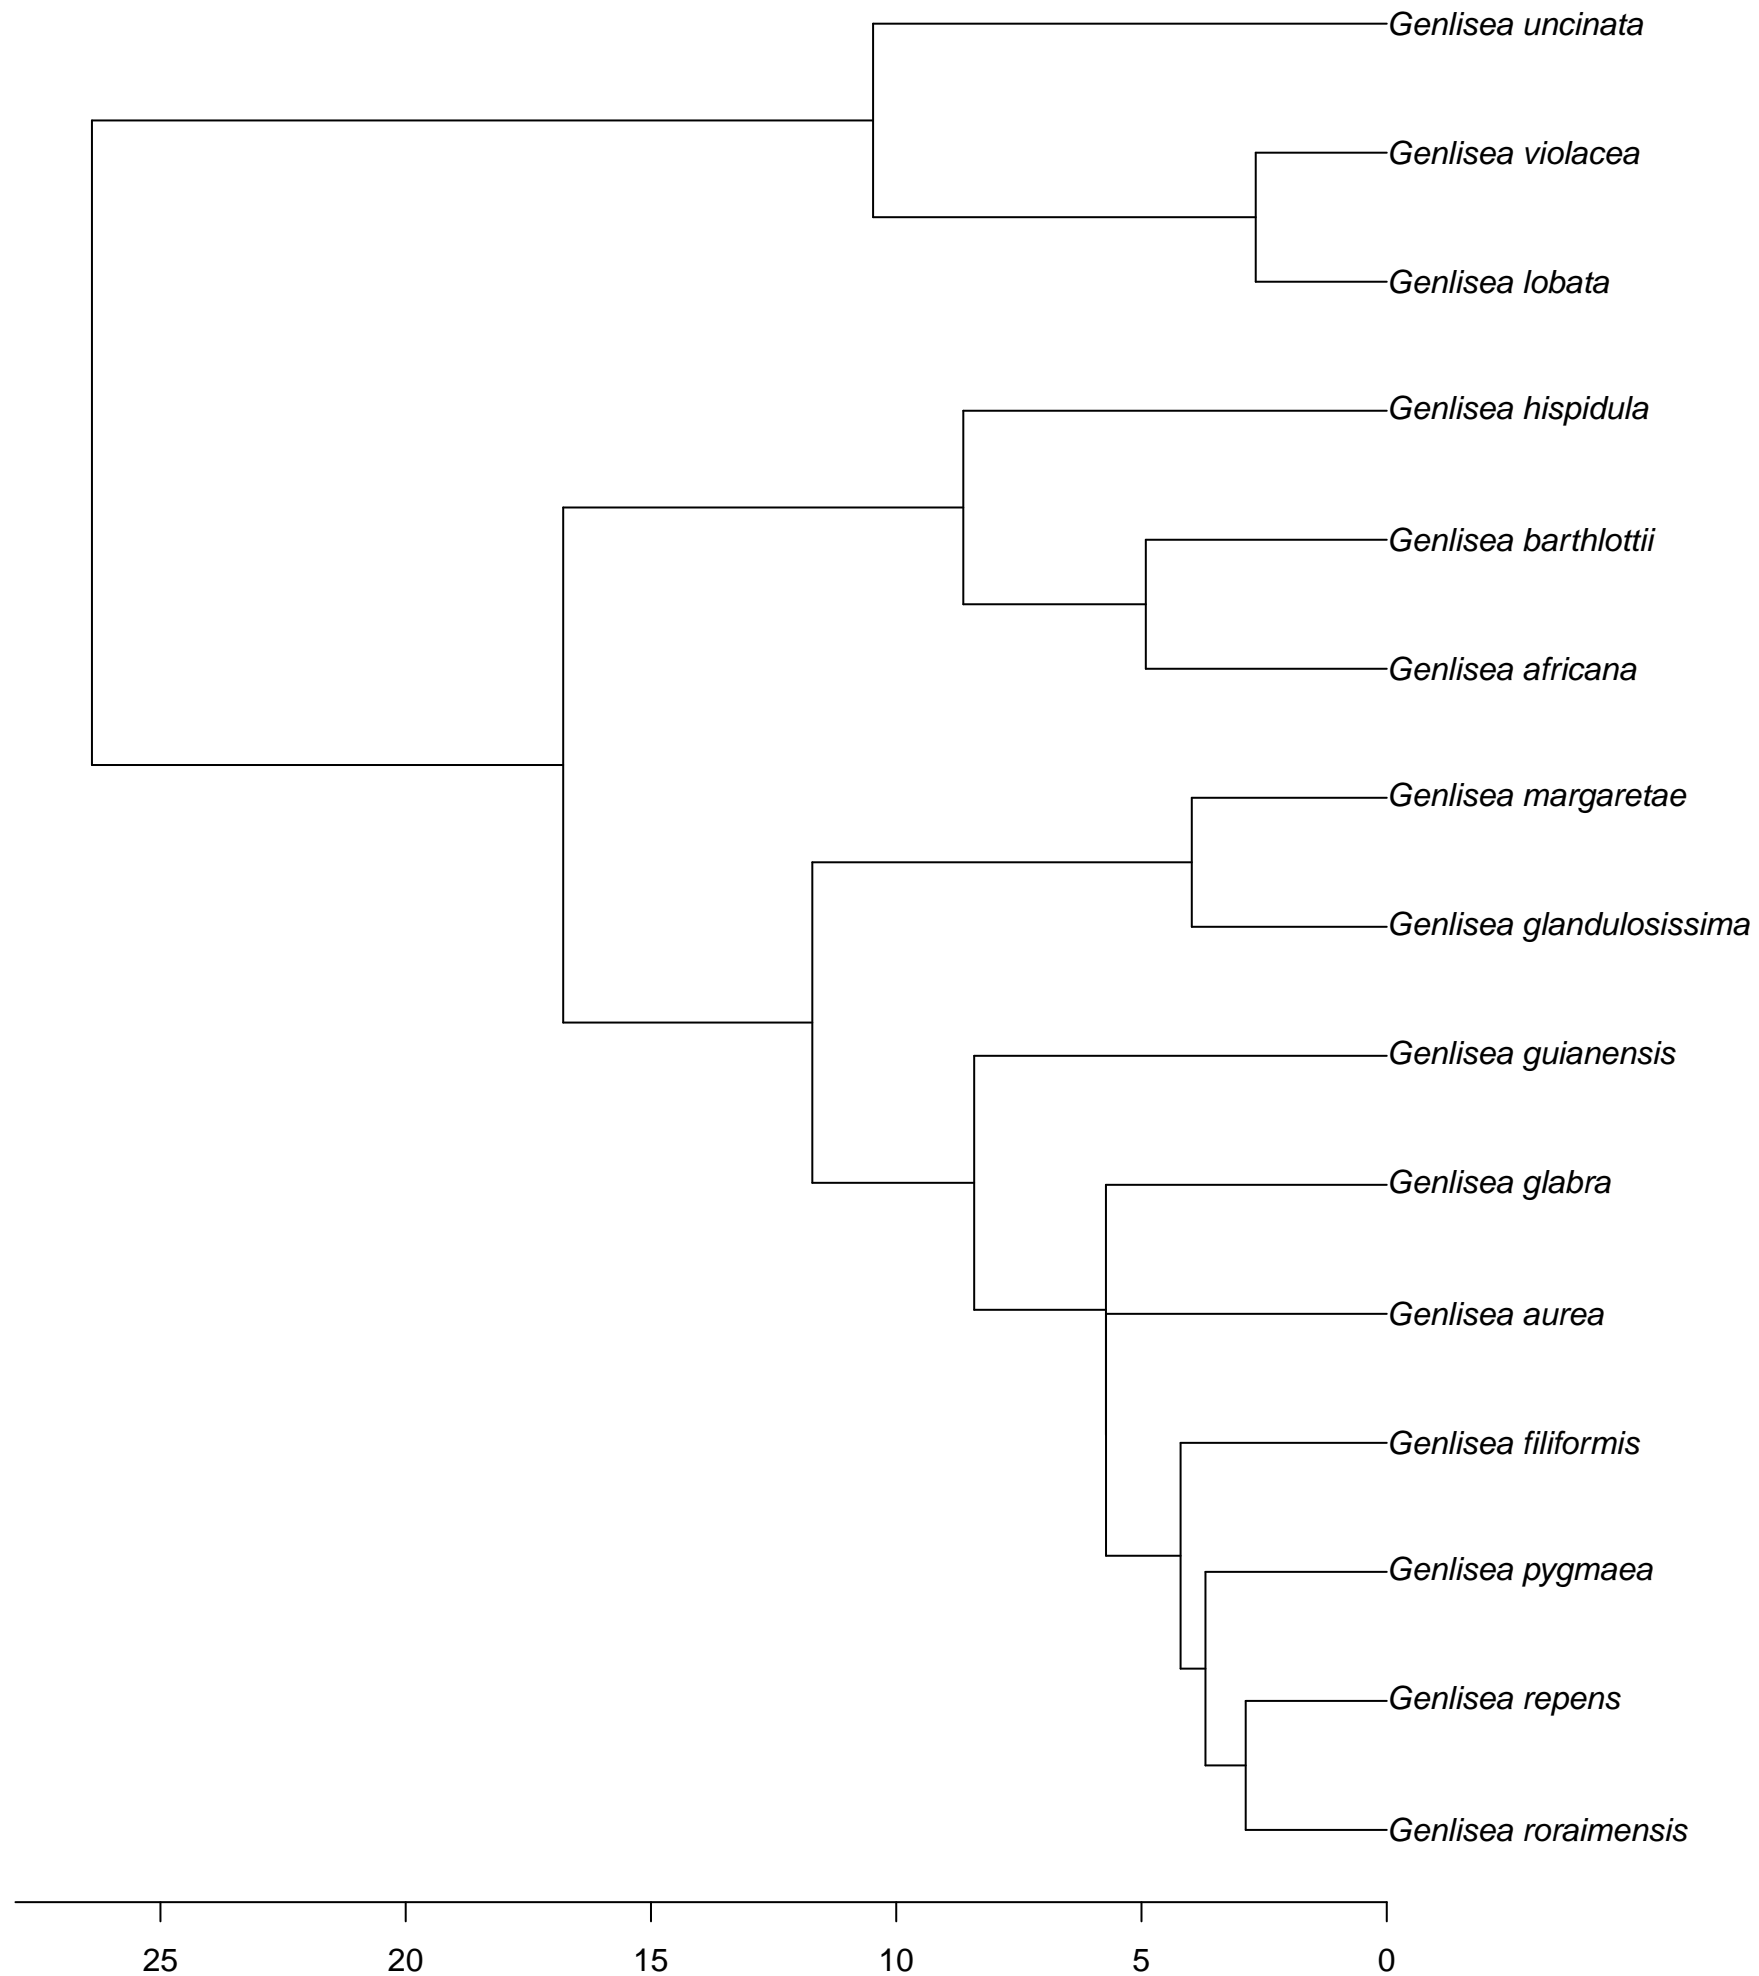 Genlisea uncinata
Genlisea violacea
Genlisea lobata
Genlisea hispidula
Genlisea barthlottii
Genlisea africana
Genlisea margaretae
Genlisea glandulosissima
Genlisea guianensis
Genlisea glabra
Genlisea aurea
Genlisea filiformis
Genlisea pygmaea
Genlisea repens
Genlisea roraimensis
25 20 15 10 5 0